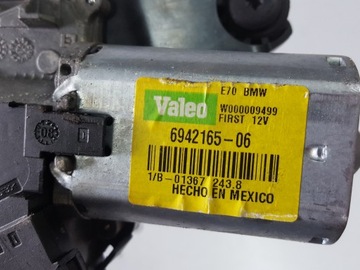 E70 BMW
Valeo
W000009499
FIRST 12V
6942165-06
1/B-01367 243.8
HECHO EN MEXICO